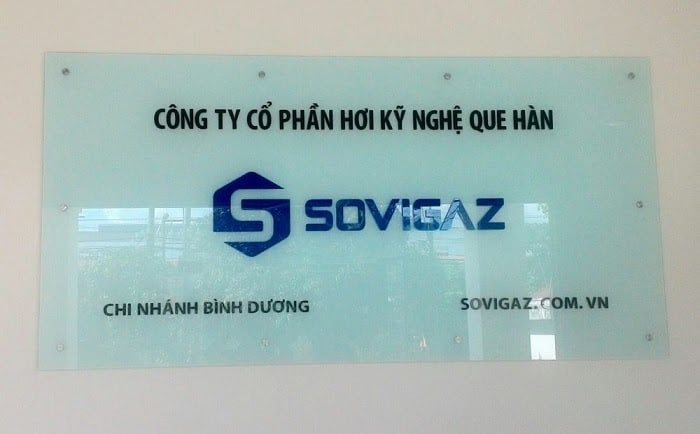 CÔNG TY CỔ PHẦN HƠI KỸ NGHỆ QUE HÀN
SOVIGAZ
CHI NHÁNH BÌNH DƯƠNG
SOVIGAZ.COM.VN